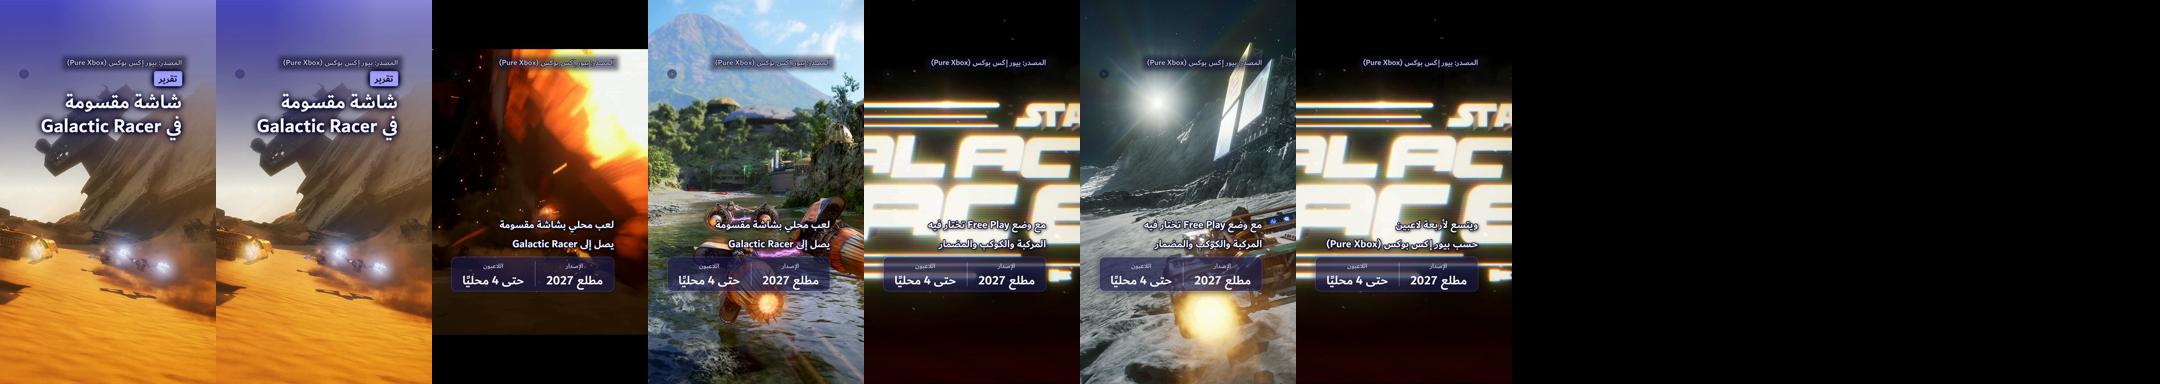 المصدر: بيور إكس بوكس (Pure Xbox)
تقرير
شاشة مقسومة
في Galactic Racer
المصدر: بيور إكس بوكس (Pure Xbox)
تقرير
شاشة مقسومة
في Galactic Racer
المصدر: بيور إكس بوكس (Pure Xbox)
لعب محلي بشاشة مقسومة
يصل إلى Galactic Racer
الإصدار اللاعبون
مطلع 2027 حتى 4 محليًا
المصدر: بيور إكس بوكس (Pure Xbox)
لعب محلي بشاشة مقسومة
يصل إلى Galactic Racer
الإصدار اللاعبون
مطلع 2027 حتى 4 محليًا
المصدر: بيور إكس بوكس (Pure Xbox)
STA
ALAC
ACE
مع وضع Free Play تختار فيه
المركبة والكوكب والمضمار
الإصدار اللاعبون
مطلع 2027 حتى 4 محليًا
المصدر: بيور إكس بوكس (Pure Xbox)
مع وضع Free Play تختار فيه
المركبة والكوكب والمضمار
الإصدار اللاعبون
مطلع 2027 حتى 4 محليًا
المصدر: بيور إكس بوكس (Pure Xbox)
STA
ALAC
ACE
ويتسع لأربعة لاعبين
حسب بيور إكس بوكس (Pure Xbox)
الإصدار اللاعبون
مطلع 2027 حتى 4 محليًا